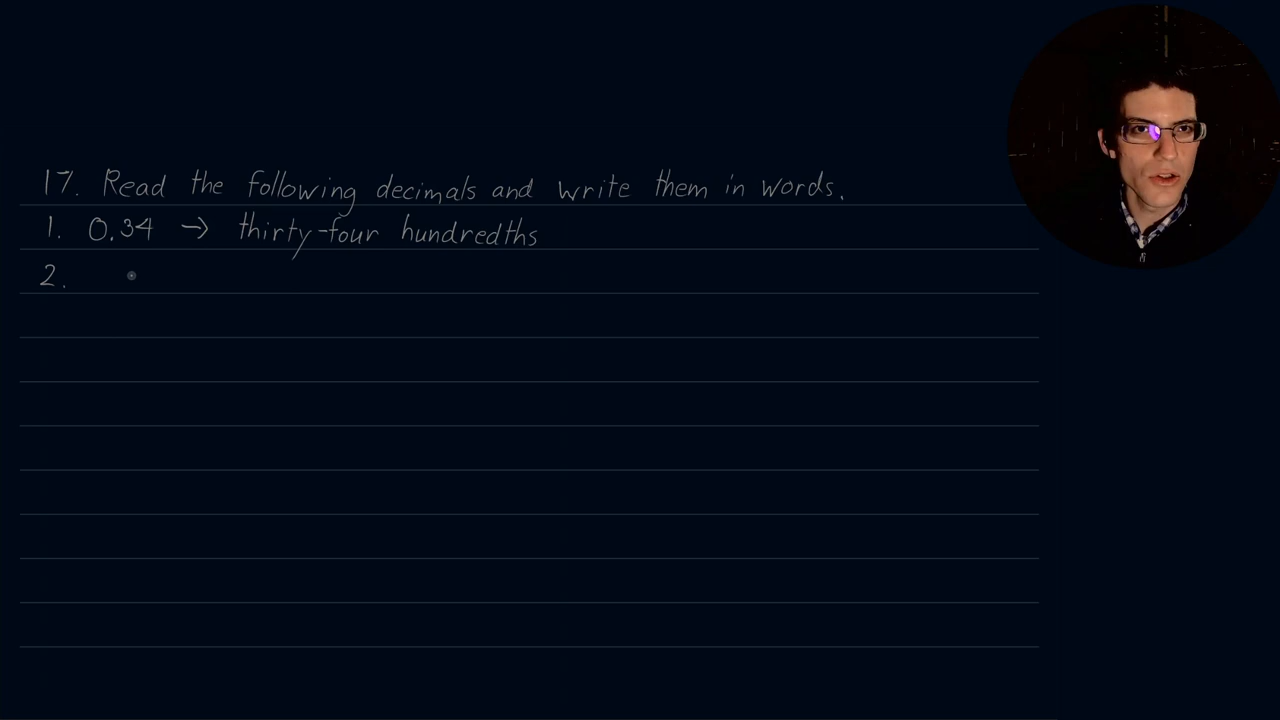 17. Read the following decimals and write them in words.
1. 0.34 → thirty-four hundredths
2.